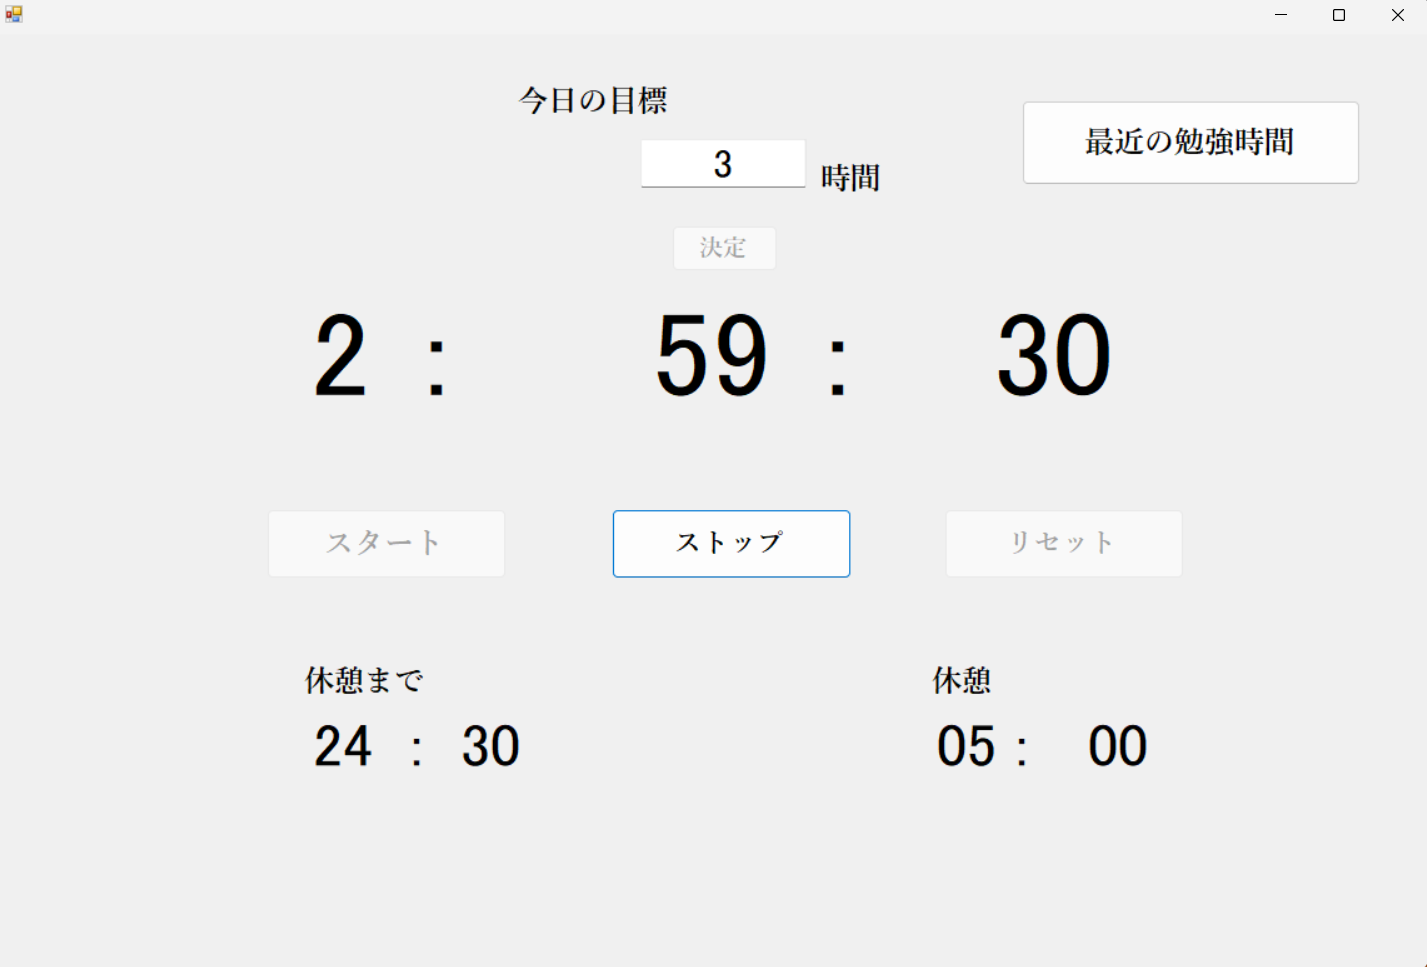 今日の目標
3 時間
最近の勉強時間
決定
2 : 59 : 30
スタート ストップ リセット
休憩まで 休憩
24 : 30 05 : 00